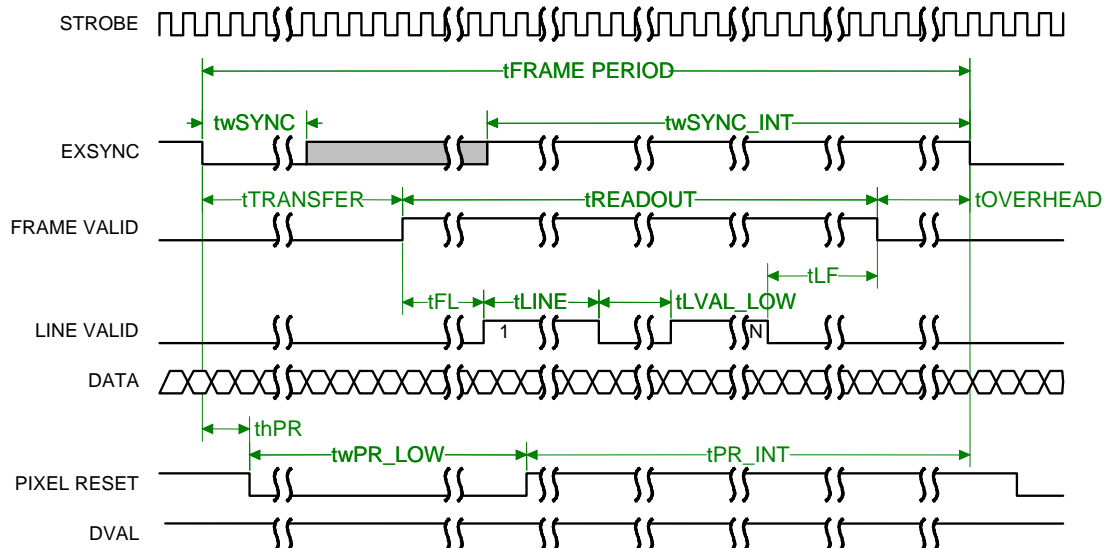 STROBE
tFRAME PERIOD
twSYNC
twSYNC_INT
EXSYNC
tTRANSFER
tREADOUT
tOVERHEAD
FRAME VALID
tLF
tFL
tLINE
tLVAL_LOW
LINE VALID
1
N
DATA
thPR
twPR_LOW
tPR_INT
PIXEL RESET
DVAL